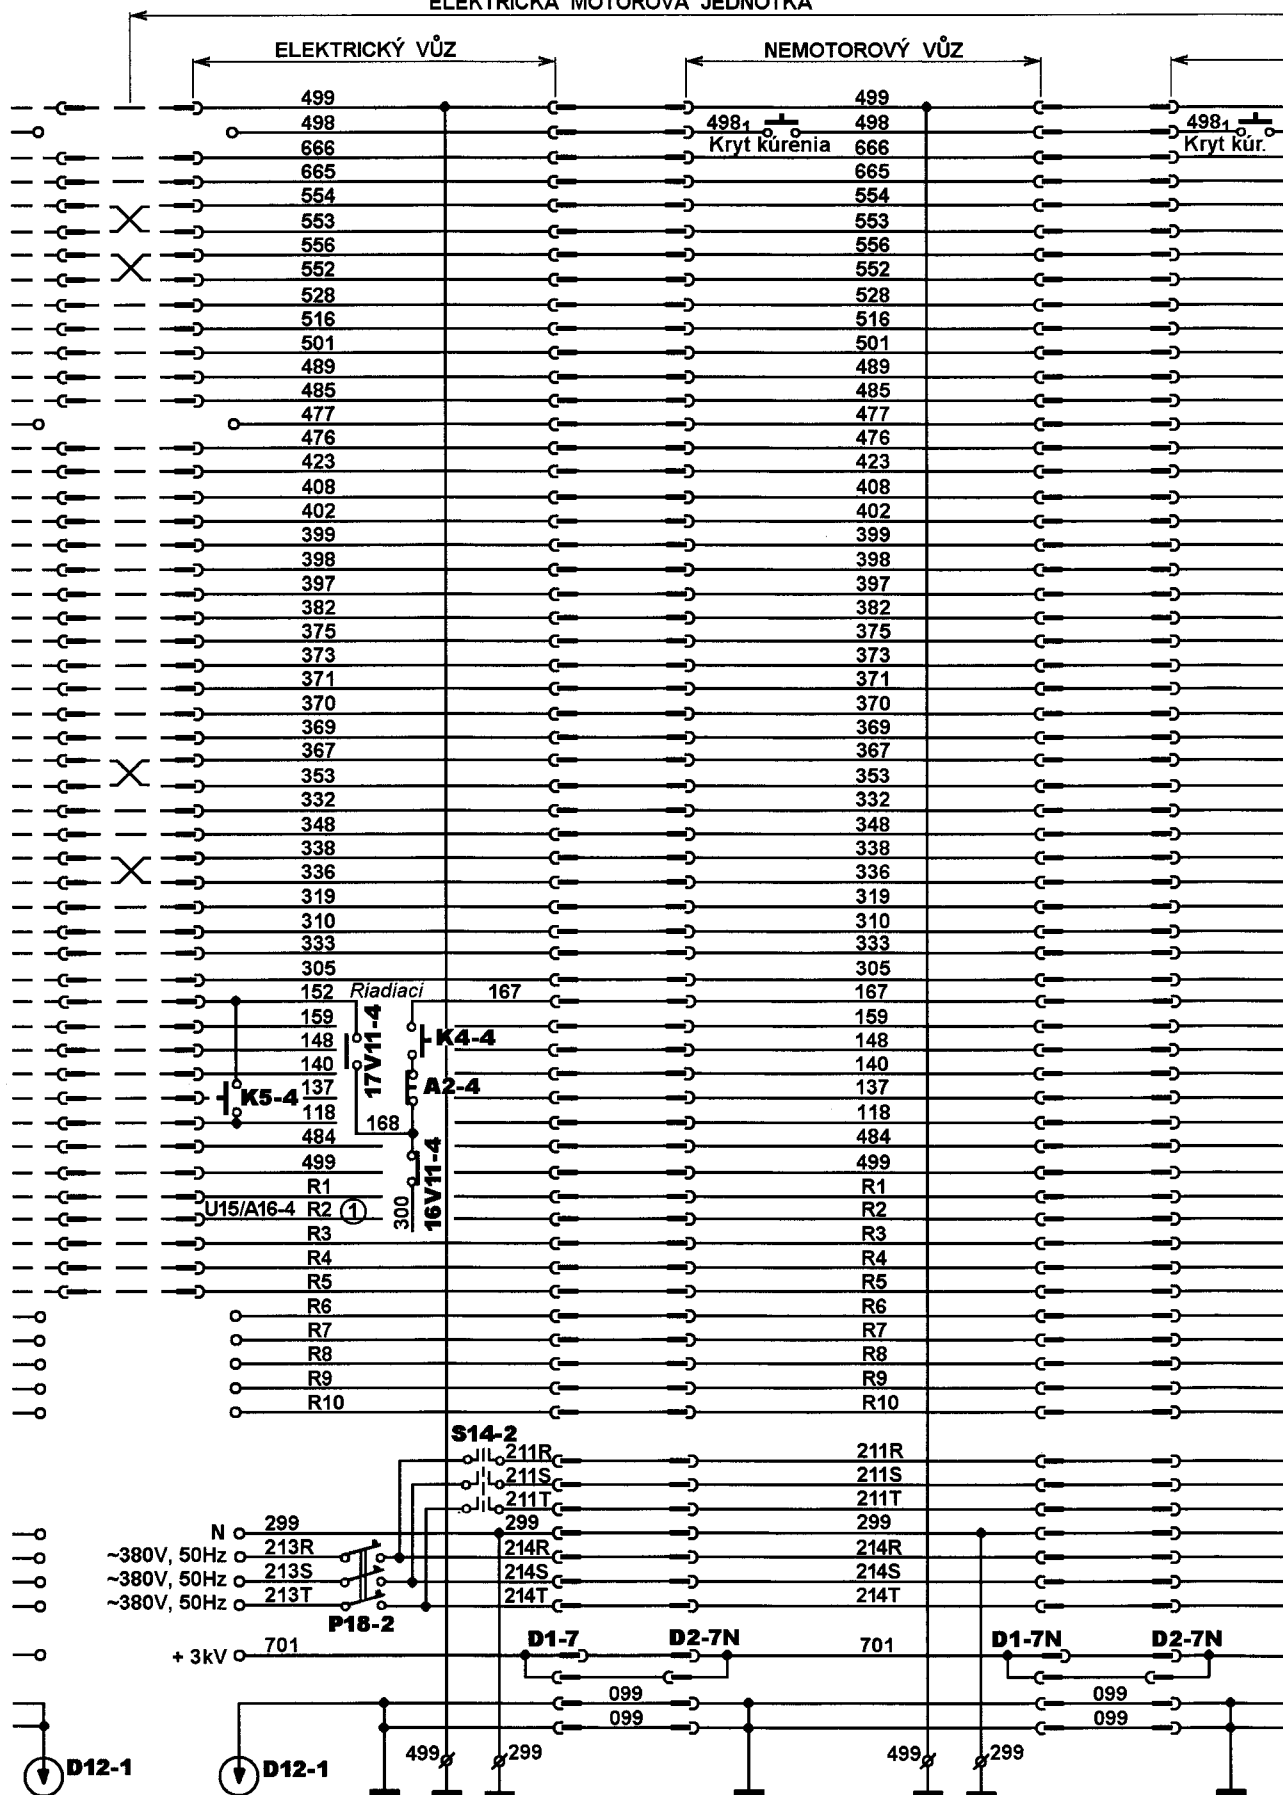 ELEKTRICKÁ MOTOROVÁ JEDNOTKA
ELEKTRICKÝ VŮZ NEMOTOROVÝ VŮZ
499 499
498 498₁ 498 498₁
Kryt kúrenia Kryt kúr.
666 666
665 665
554 554
553 553
556 556
552 552
528 528
516 516
501 501
489 489
485 485
477 477
476 476
423 423
408 408
402 402
399 399
398 398
397 397
382 382
375 375
373 373
371 371
370 370
369 369
367 367
353 353
332 332
348 348
338 338
336 336
319 319
310 310
333 333
305 305
152 Riadiaci 167 167
159 159
148 17V11-4 K4-4 148
140 140
K5-4 137 A2-4 137
118 168 118
484 484
499 16V11-4 499
R1 R1
U15/A16-4 R2 1 300 R2
R3 R3
R4 R4
R5 R5
R6 R6
R7 R7
R8 R8
R9 R9
R10 R10
S14-2
211R 211R
211S 211S
211T 211T
N 299 299 299
~380V, 50Hz 213R 214R 214R
~380V, 50Hz 213S 214S 214S
~380V, 50Hz 213T 214T 214T
P18-2
+ 3kV 701 D1-7 D2-7N 701 D1-7N D2-7N
099 099
099 099
D12-1 D12-1 499 299 499 299